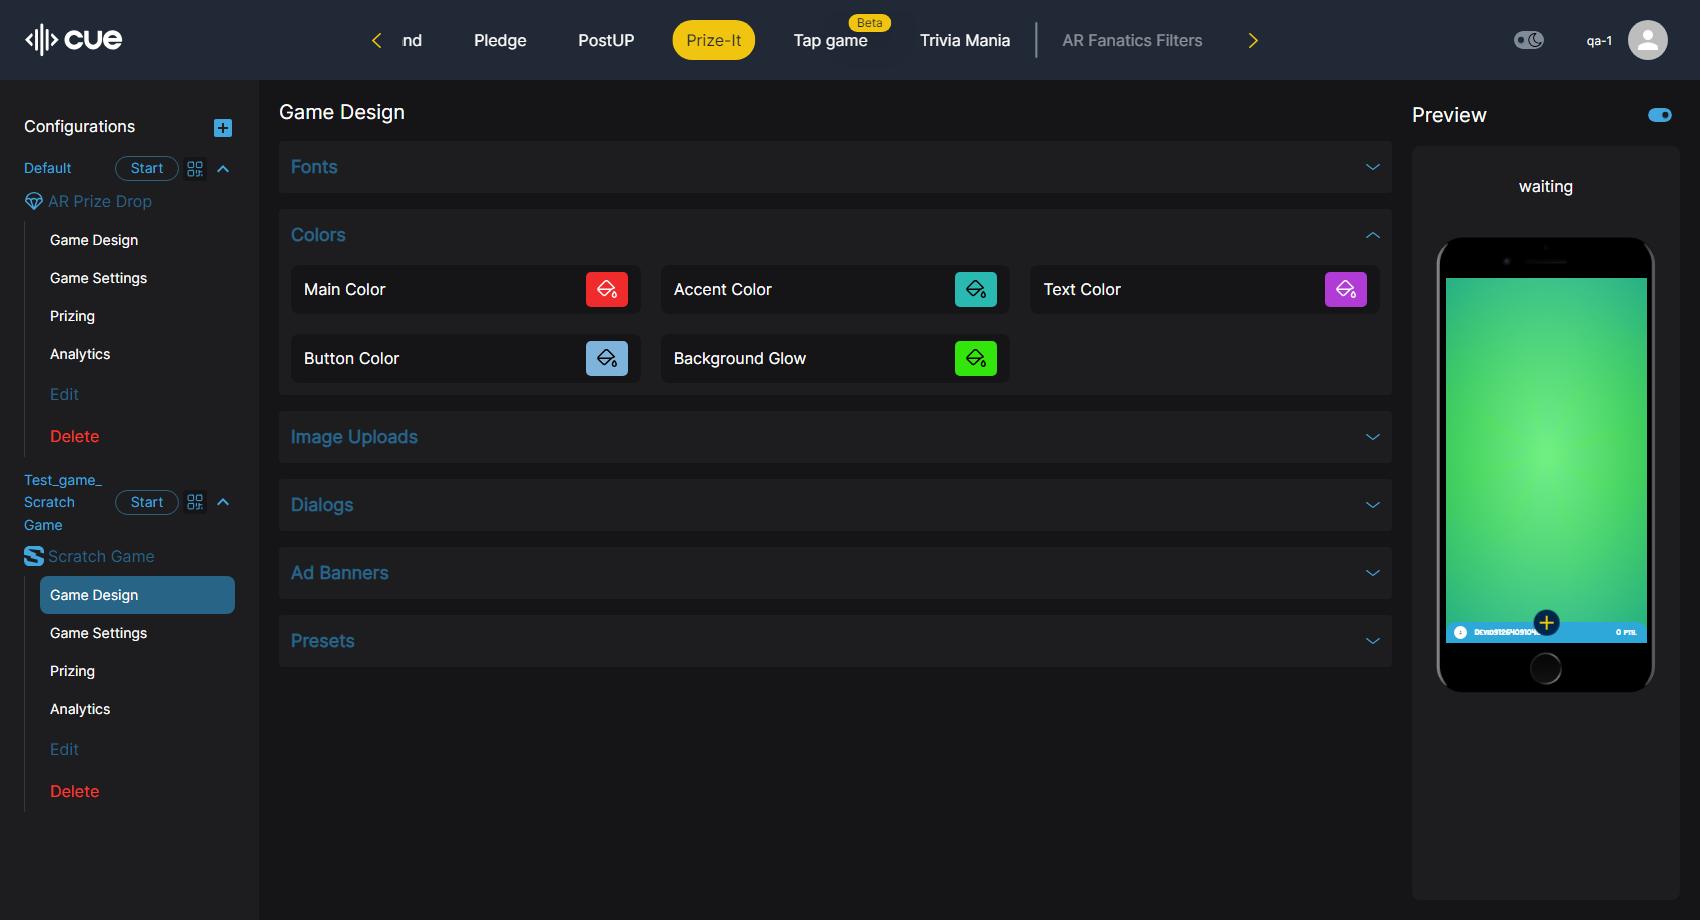 cue
nd
Pledge
PostUP
Prize-It
Beta
Tap game
Trivia Mania
AR Fanatics Filters
qa-1
Configurations
Default
Start
AR Prize Drop
Game Design
Game Settings
Prizing
Analytics
Edit
Delete
Test_game_
Scratch
Game
Start
Scratch Game
Game Design
Game Settings
Prizing
Analytics
Edit
Delete
Game Design
Fonts
Colors
Main Color
Accent Color
Text Color
Button Color
Background Glow
Image Uploads
Dialogs
Ad Banners
Presets
Preview
waiting
0 PTS.